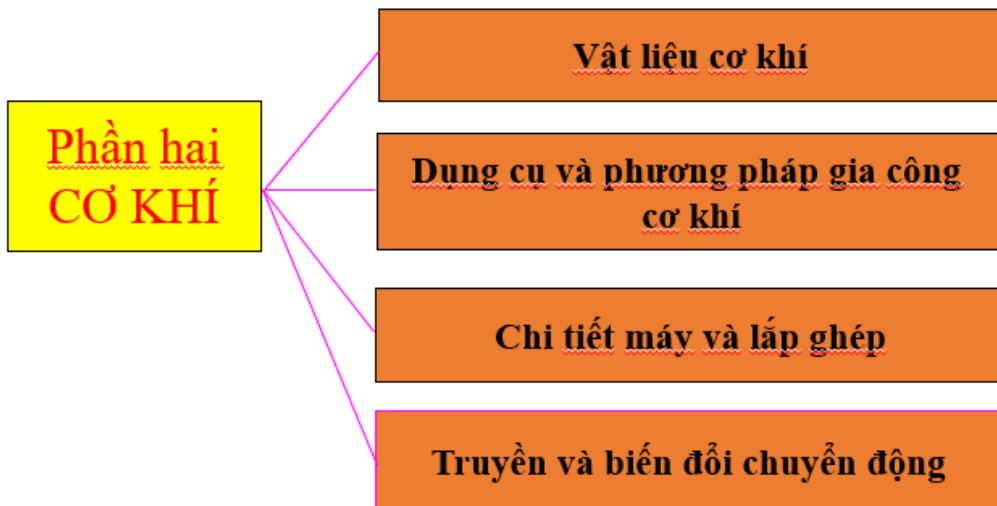 Phần hai
CƠ KHÍ
Vật liệu cơ khí
Dụng cụ và phương pháp gia công
cơ khí
Chi tiết máy và lắp ghép
Truyền và biến đổi chuyển động